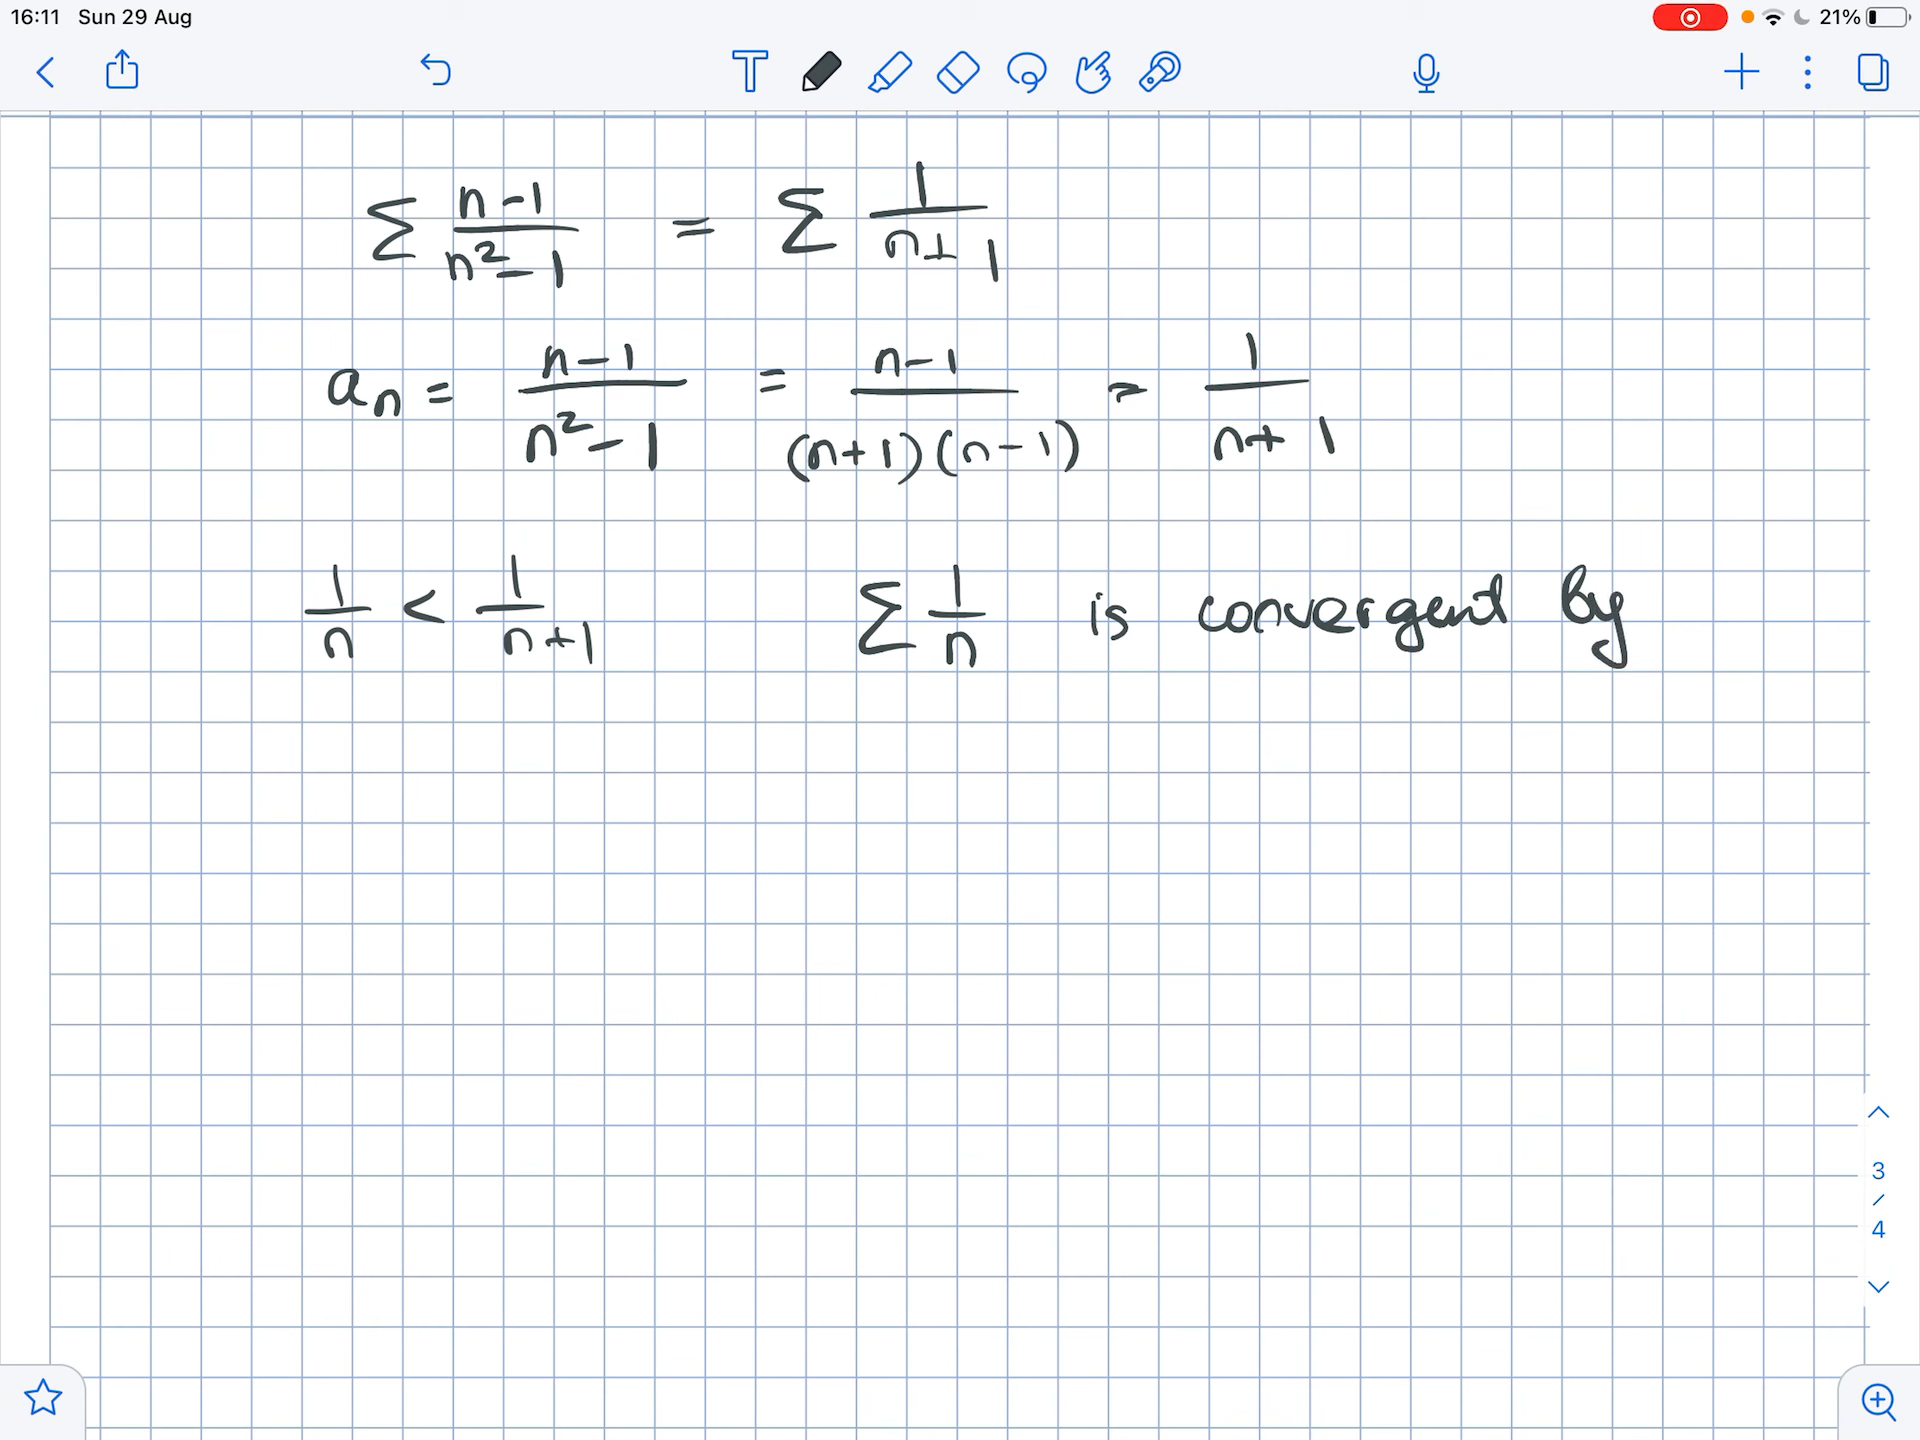 16:11 Sun 29 Aug 21%
T
∑ (n-1)/(n²-1) = ∑ 1/(n+1)
aₙ = (n-1)/(n²-1) = (n-1)/((n+1)(n-1)) = 1/(n+1)
1/n < 1/(n+1) ∑ 1/n is convergent by
3
/
4